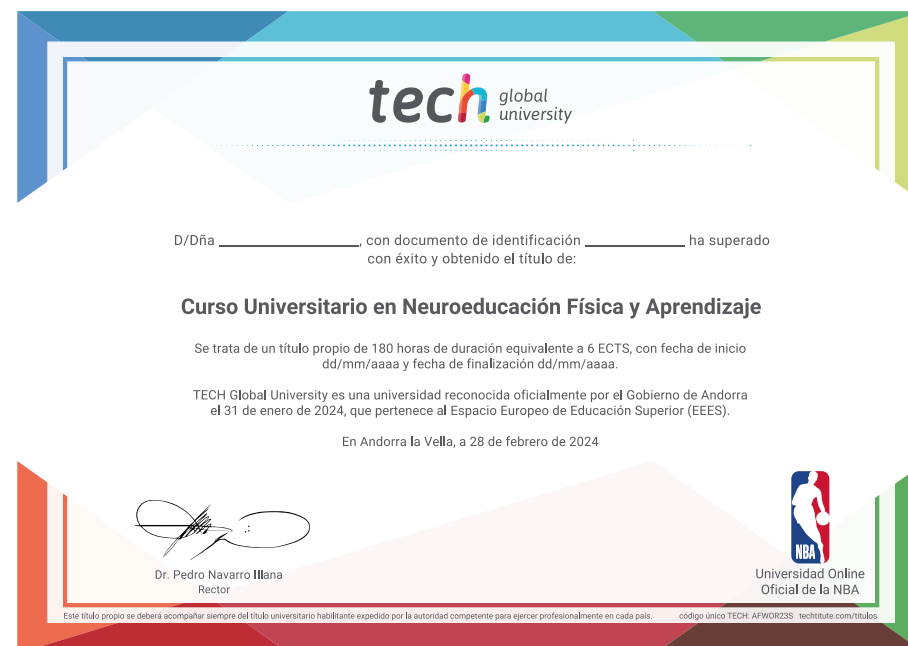 tech global
university
D/Dña ____________, con documento de identificación ____________ ha superado
con éxito y obtenido el título de:
Curso Universitario en Neuroeducación Física y Aprendizaje
Se trata de un título propio de 180 horas de duración equivalente a 6 ECTS, con fecha de inicio
dd/mm/aaaa y fecha de finalización dd/mm/aaaa.
TECH Global University es una universidad reconocida oficialmente por el Gobierno de Andorra
el 31 de enero de 2024, que pertenece al Espacio Europeo de Educación Superior (EEES).
En Andorra la Vella, a 28 de febrero de 2024
Dr. Pedro Navarro Illana
Rector
NBA
Universidad Online
Oficial de la NBA
Este título propio se deberá acompañar siempre del título universitario habilitante expedido por la autoridad competente para ejercer profesionalmente en cada país.
código único TECH: AFWOR23S techtitute.com/titulos